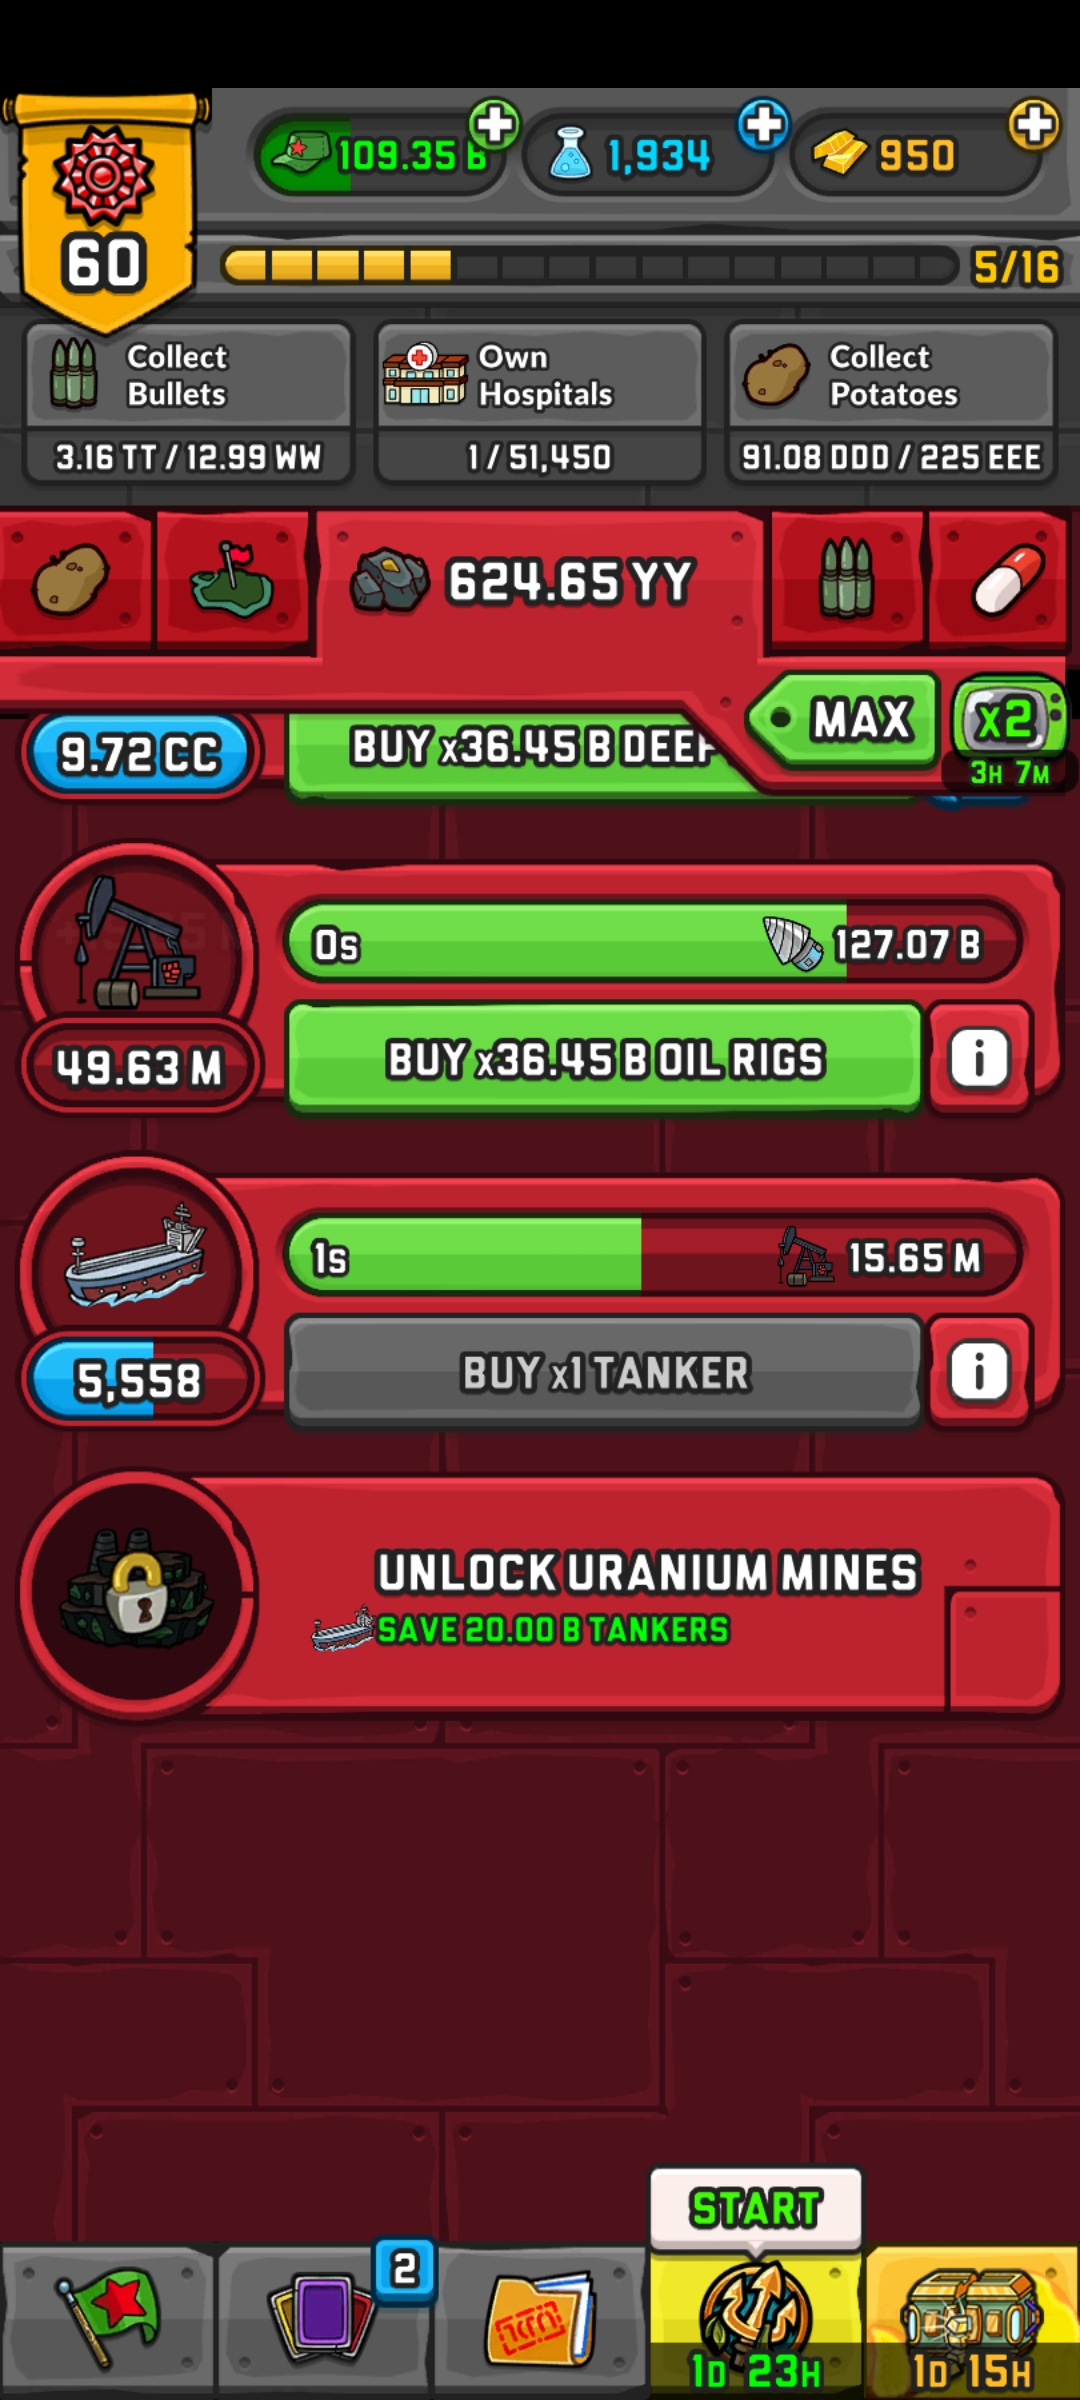 109.35 B
1,934
950
60
5/16
Collect
Bullets
3.16 TT / 12.99 WW
Own
Hospitals
1 / 51,450
Collect
Potatoes
91.08 DDD / 225 EEE
624.65 YY
MAX
x2
3H 7M
9.72 CC
BUY x36.45 B DEEP
0s
127.07 B
49.63 M
BUY x36.45 B OIL RIGS
i
1s
15.65 M
5,558
BUY x1 TANKER
i
UNLOCK URANIUM MINES
SAVE 20.00 B TANKERS
START
2
1D 23H
1D 15H